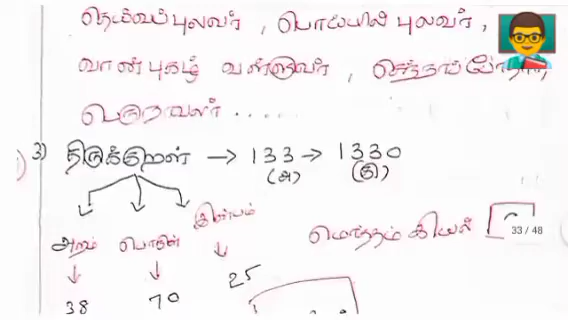 தெய்வப்புலவர், பொய்யில் புலவர்,
வான்புகழ் வள்ளுவர், செந்நாப்போதார்
பெருநாவலர் .....
3) திருக்குறள் → 133 → 1330
(அ) (கு)
அறம் பொருள் இன்பம்
38 70 25
மொத்தம் இயல்
33 / 48